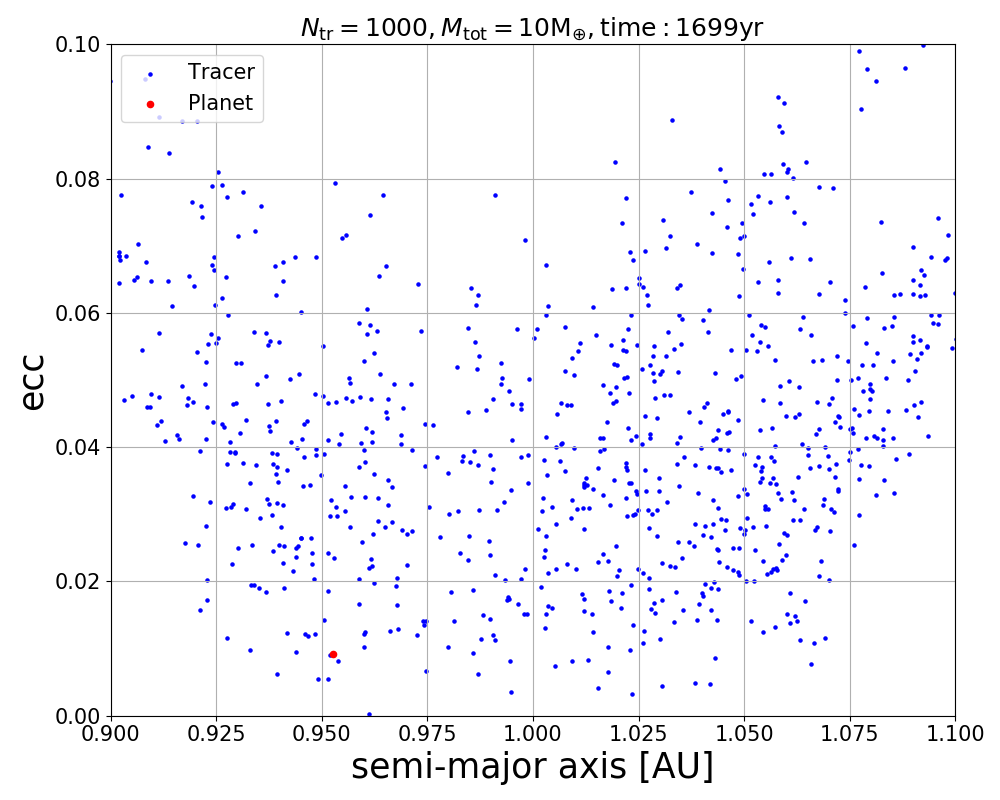 N_tr = 1000, M_tot = 10M_⊕, time : 1699yr
Tracer
Planet
ecc
0.10
0.08
0.06
0.04
0.02
0.00
0.900 0.925 0.950 0.975 1.000 1.025 1.050 1.075 1.100
semi-major axis [AU]